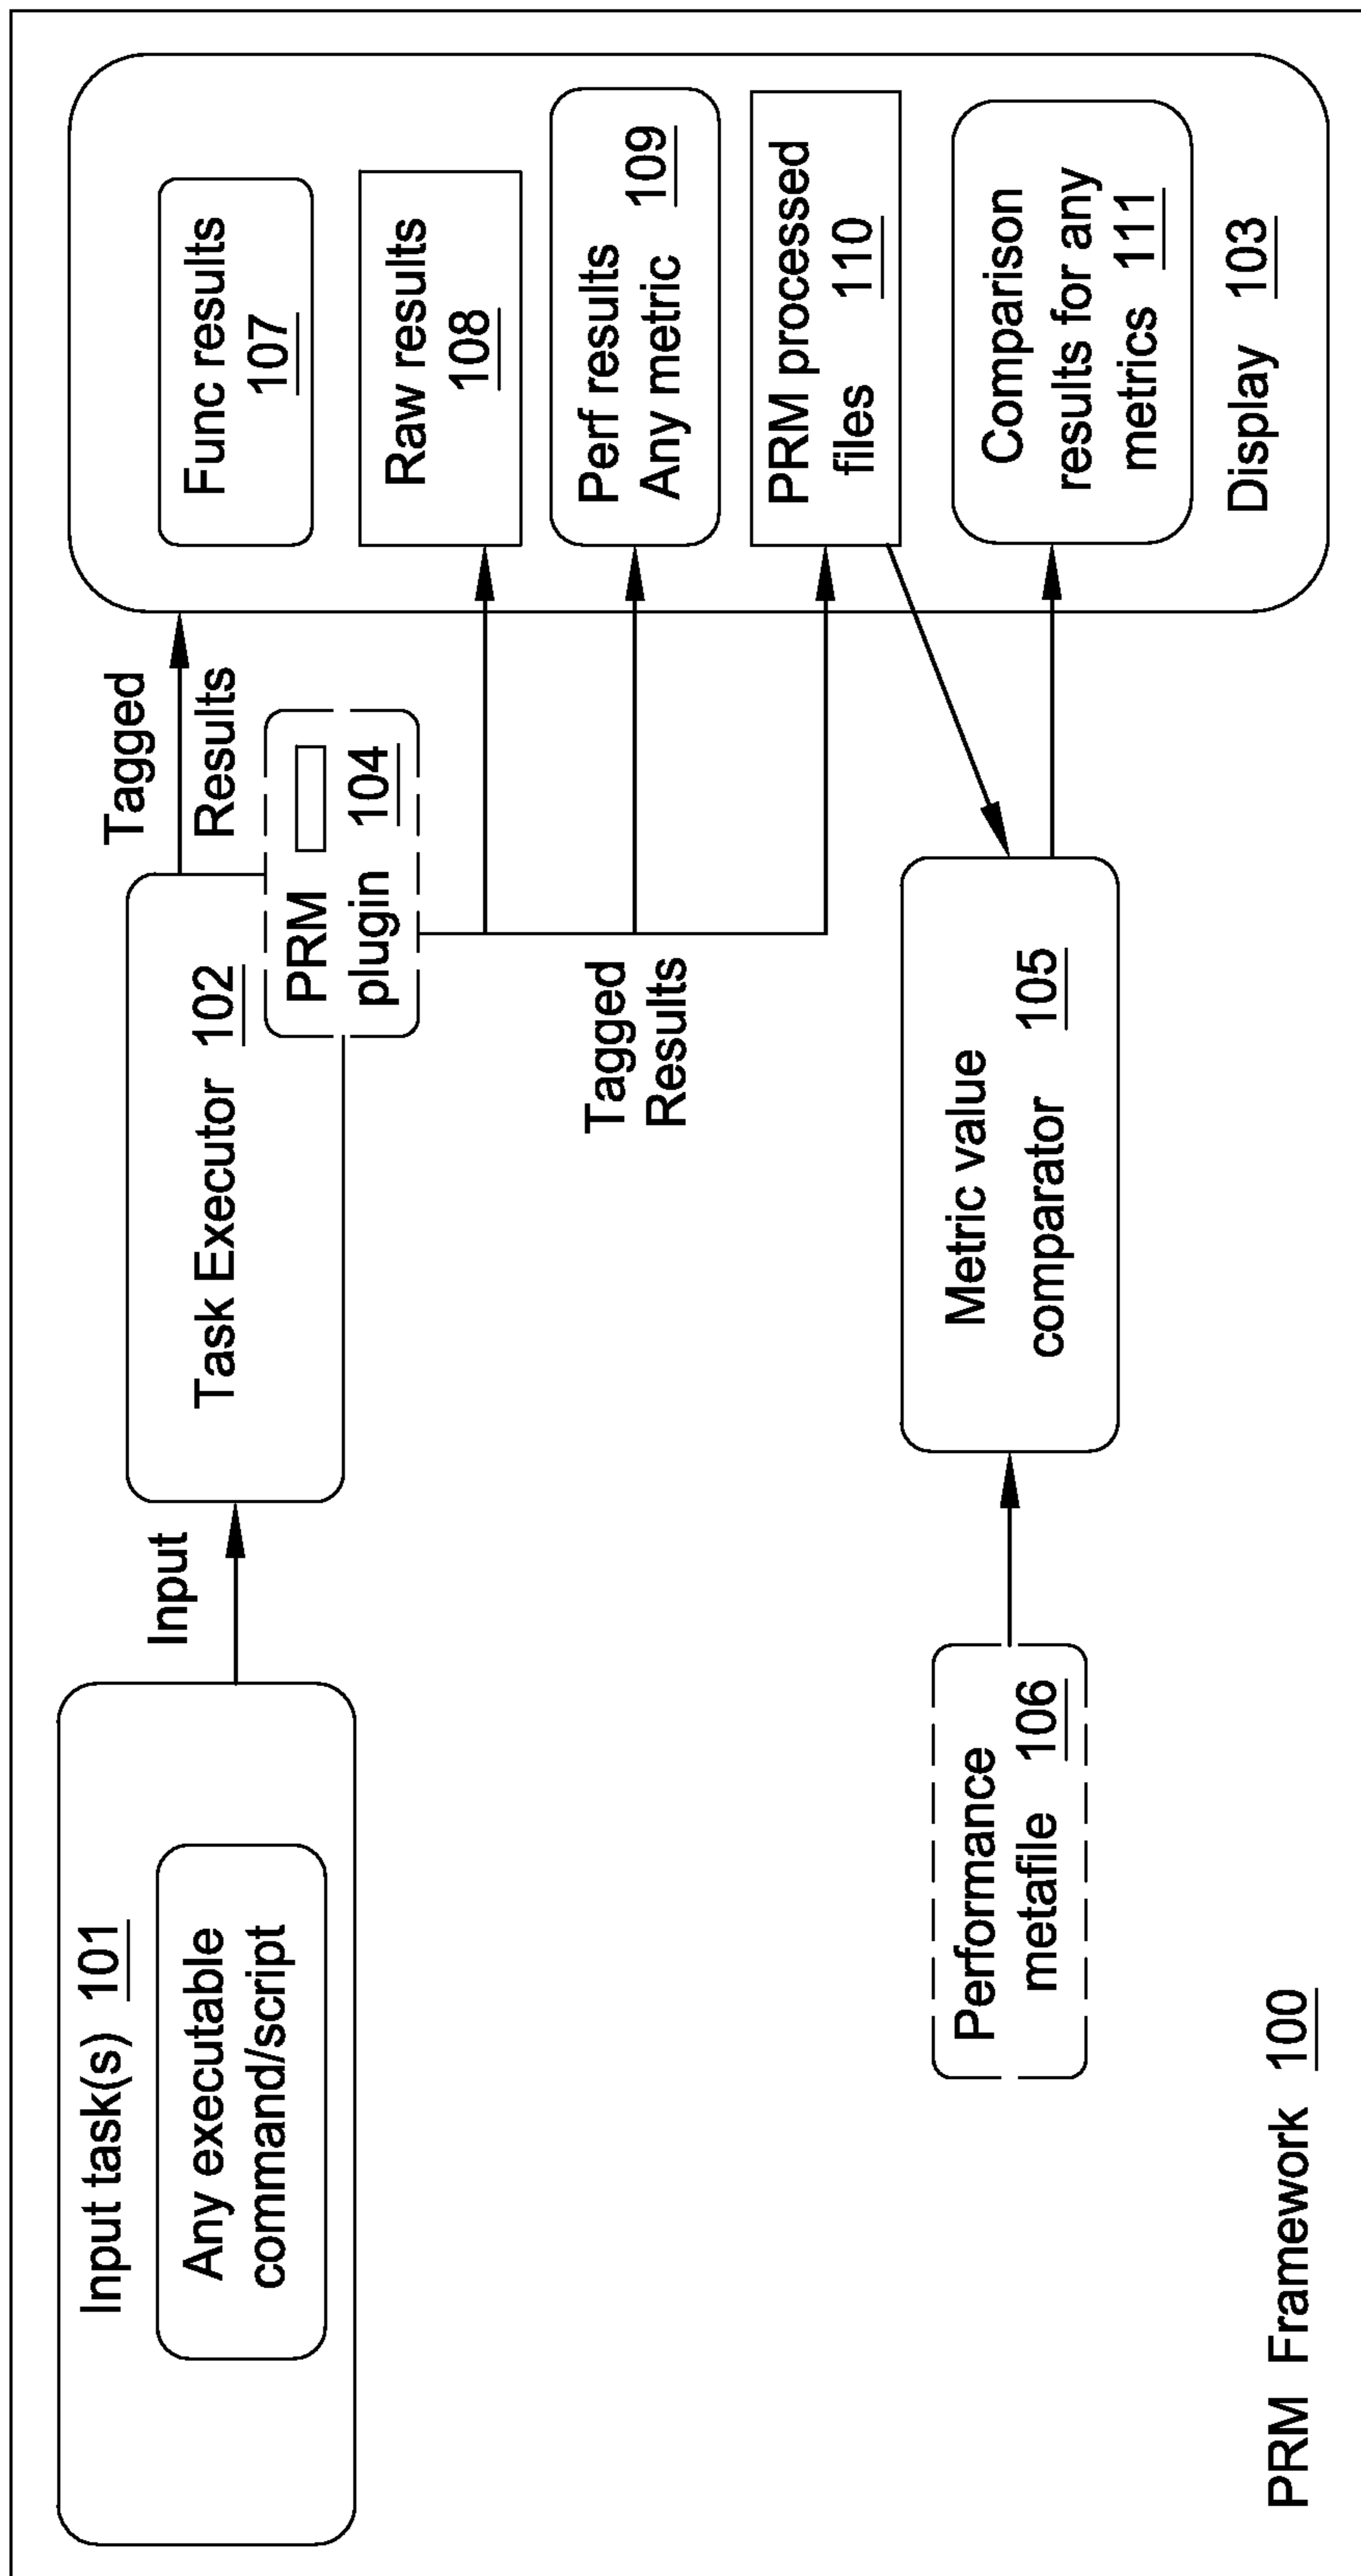 Input task(s) 101
Any executable
command/script
Input
Task Executor 102
PRM
plugin 104
Tagged
Results
Tagged
Results
Func results
107
Raw results
108
Perf results
Any metric 109
PRM processed
files 110
Comparison
results for any
metrics 111
Display 103
Metric value
comparator 105
Performance
metafile 106
PRM Framework 100